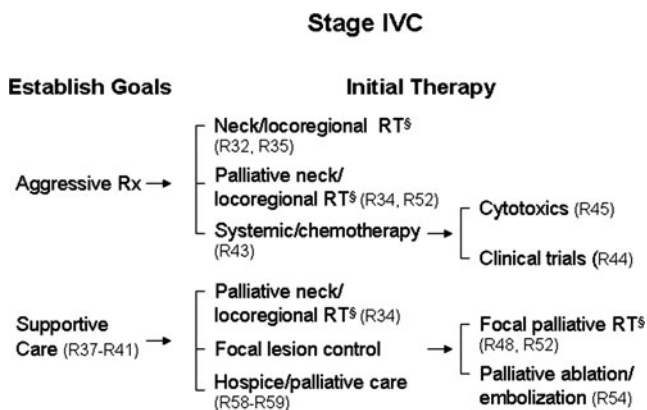 Stage IVC
Establish Goals
Initial Therapy
Aggressive Rx
Neck/locoregional RT§
(R32, R35)
Palliative neck/
locoregional RT§ (R34, R52)
Systemic/chemotherapy
(R43)
Cytotoxics (R45)
Clinical trials (R44)
Supportive
Care (R37-R41)
Palliative neck/
locoregional RT§ (R34)
Focal lesion control
Hospice/palliative care
(R58-R59)
Focal palliative RT§
(R48, R52)
Palliative ablation/
embolization (R54)